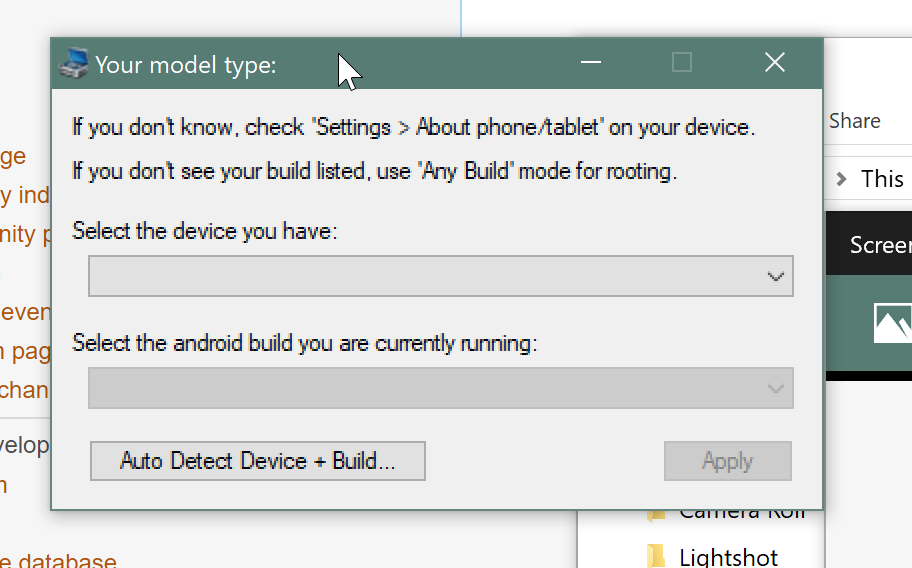 Your model type:
If you don't know, check "Settings > About phone/tablet" on your device.
If you don't see your build listed, use "Any Build" mode for rooting.
Select the device you have:
Select the android build you are currently running:
Auto Detect Device + Build...
Apply
ge
y ind
nity p
even
n pag
chan
velop
n
e database
Share
> This
Screen
Camera Roll
Lightshot